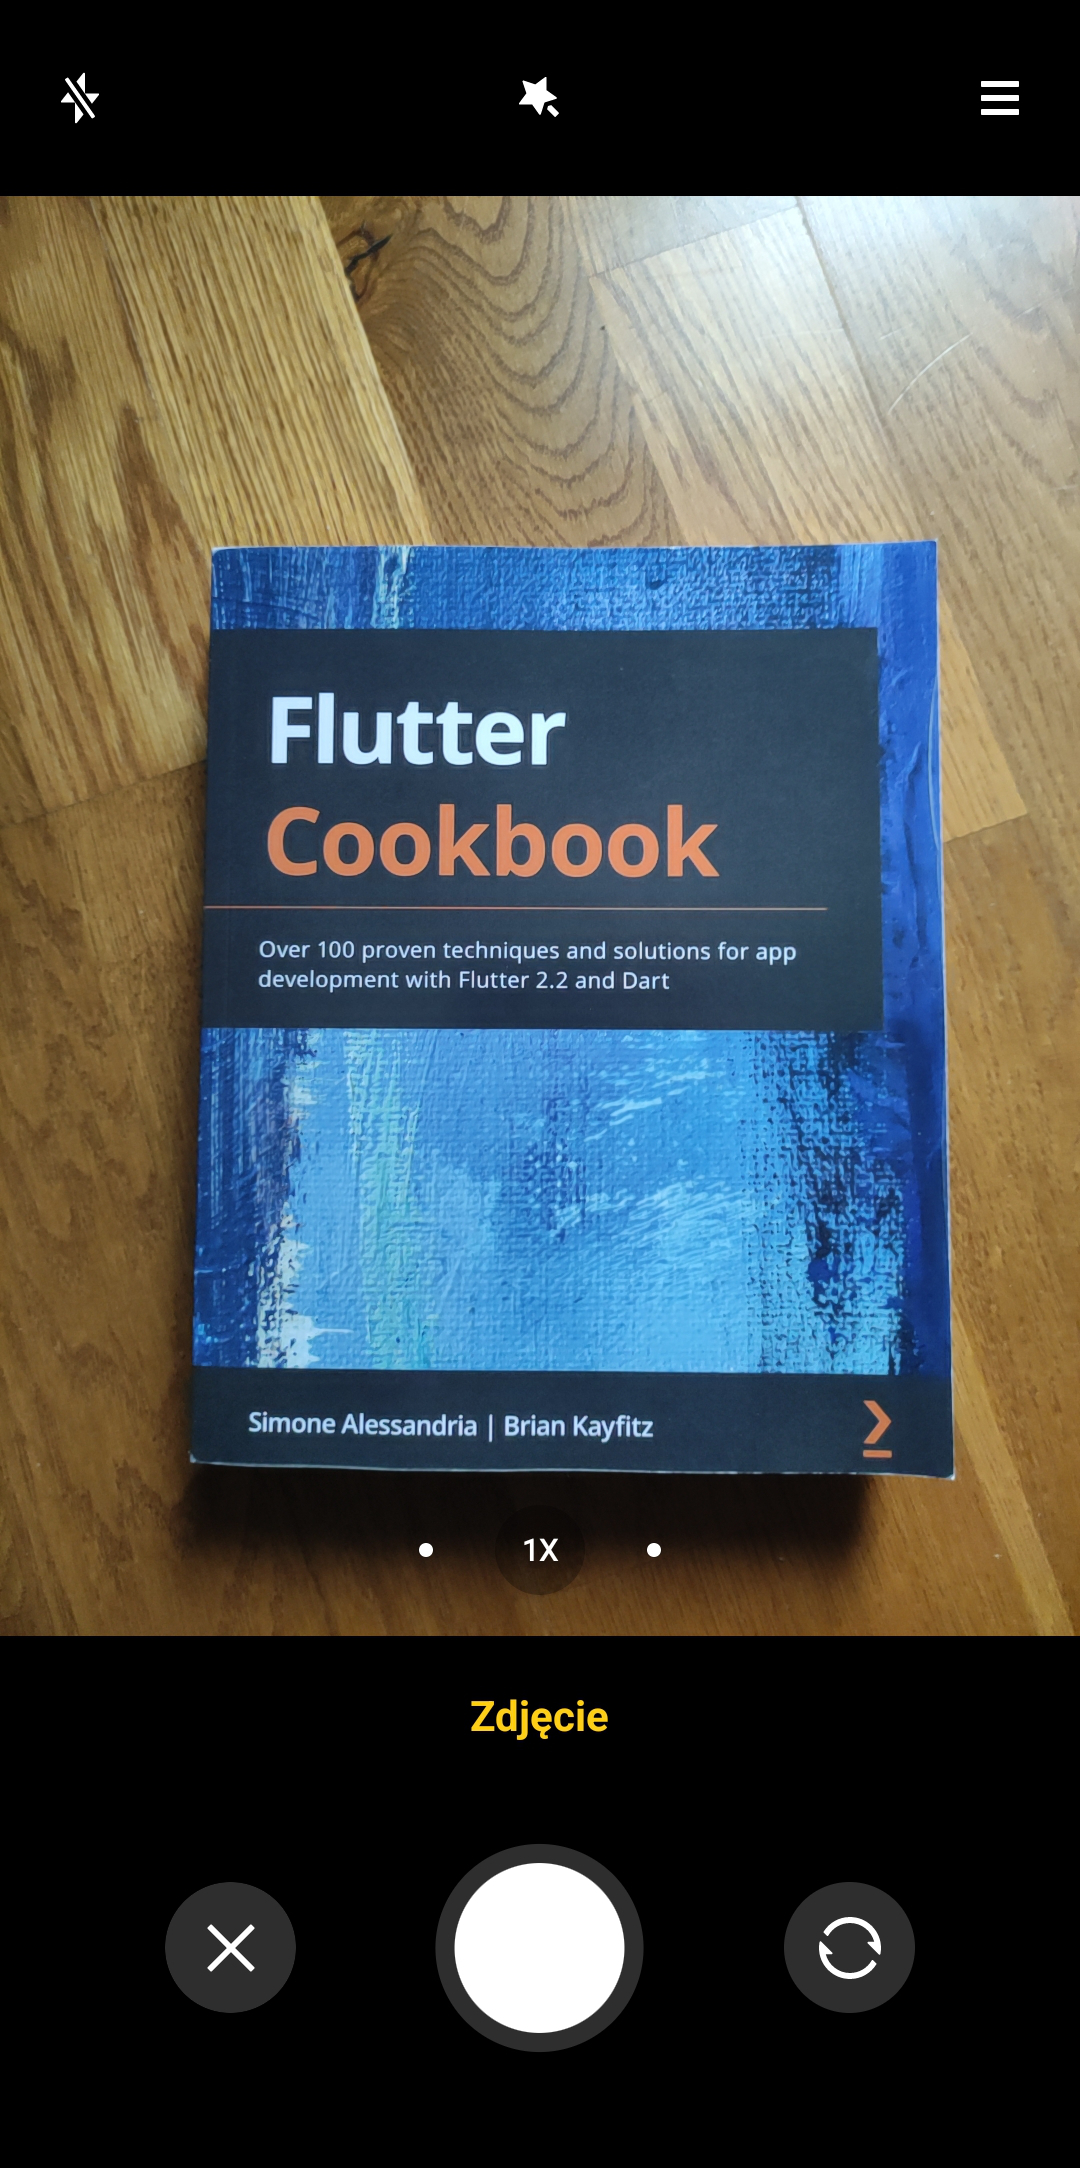 Flutter
Cookbook
Over 100 proven techniques and solutions for app
development with Flutter 2.2 and Dart
Simone Alessandria | Brian Kayfitz
1X
Zdjęcie